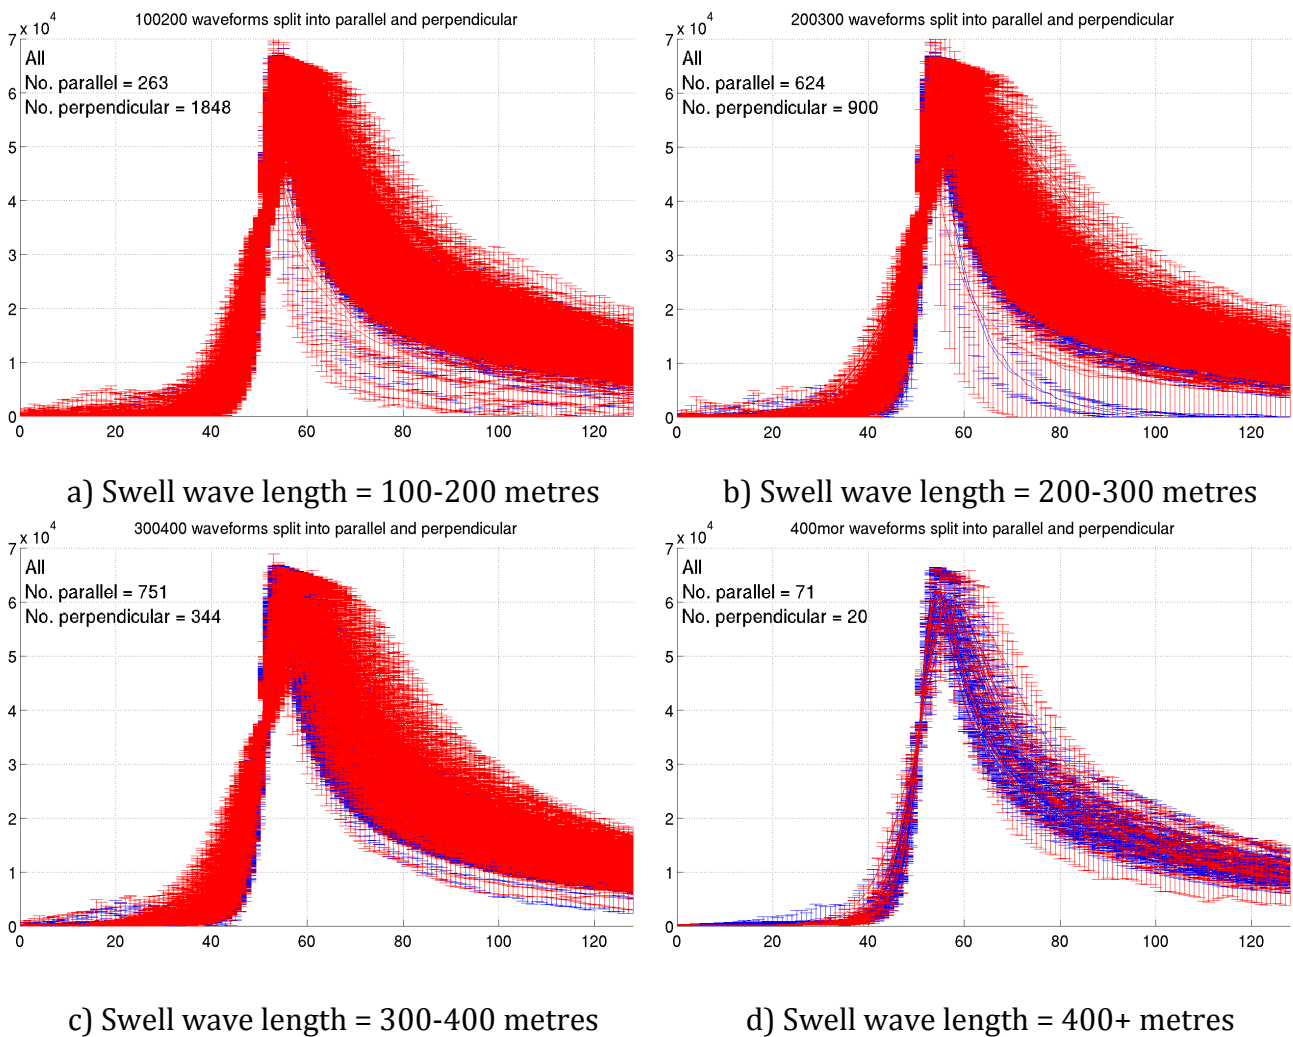 100200 waveforms split into parallel and perpendicular
x 10^4
All
No. parallel = 263
No. perpendicular = 1848
7
6
5
4
3
2
1
0
0 20 40 60 80 100 120
200300 waveforms split into parallel and perpendicular
x 10^4
All
No. parallel = 624
No. perpendicular = 900
7
6
5
4
3
2
1
0
0 20 40 60 80 100 120
a) Swell wave length = 100-200 metres
b) Swell wave length = 200-300 metres
300400 waveforms split into parallel and perpendicular
x 10^4
All
No. parallel = 751
No. perpendicular = 344
7
6
5
4
3
2
1
0
0 20 40 60 80 100 120
400mor waveforms split into parallel and perpendicular
x 10^4
All
No. parallel = 71
No. perpendicular = 20
7
6
5
4
3
2
1
0
0 20 40 60 80 100 120
c) Swell wave length = 300-400 metres
d) Swell wave length = 400+ metres